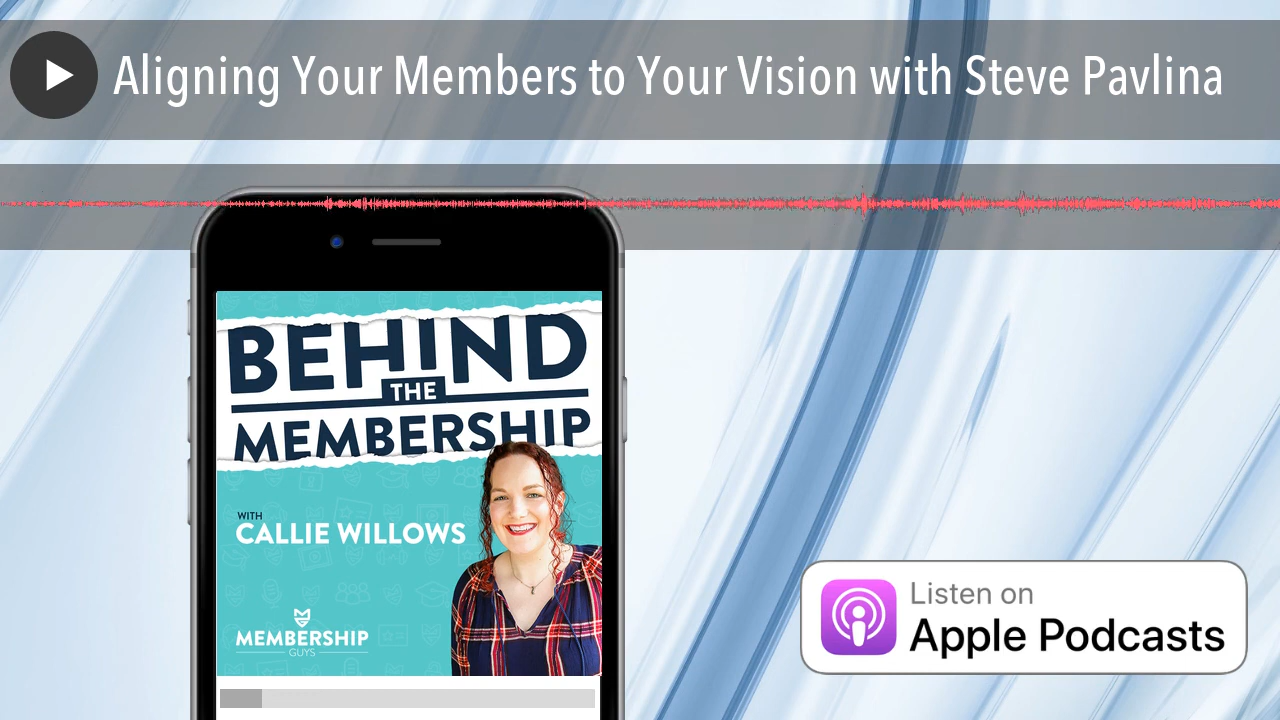 Aligning Your Members to Your Vision with Steve Pavlina
BEHIND
THE
MEMBERSHIP
WITH
CALLIE WILLOWS
MEMBERSHIP
GUYS
Listen on
Apple Podcasts